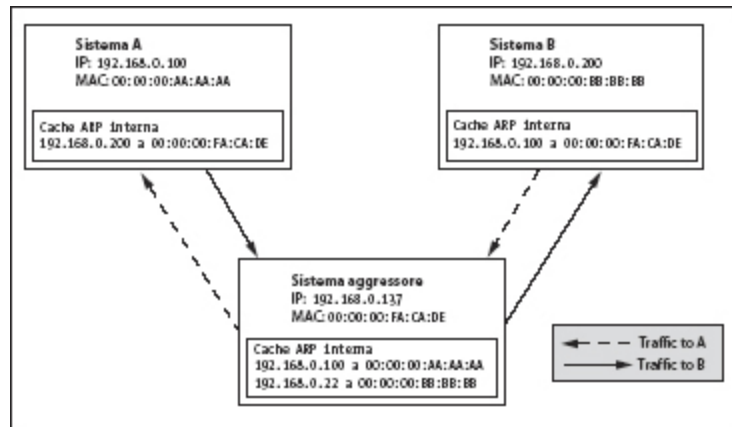 Sistema A
IP: 192.168.0.100
MAC: 00:00:00:AA:AA:AA
Cache ARP interna
192.168.0.200 a 00:00:00:FA:CA:DE
Sistema B
IP: 192.168.0.200
MAC: 00:00:00:BB:BB:BB
Cache ARP interna
192.168.0.100 a 00:00:00:FA:CA:DE
Sistema aggressore
IP: 192.168.0.137
MAC: 00:00:00:FA:CA:DE
Cache ARP interna
192.168.0.100 a 00:00:00:AA:AA:AA
192.168.0.22 a 00:00:00:BB:BB:BB
Traffic to A
Traffic to B